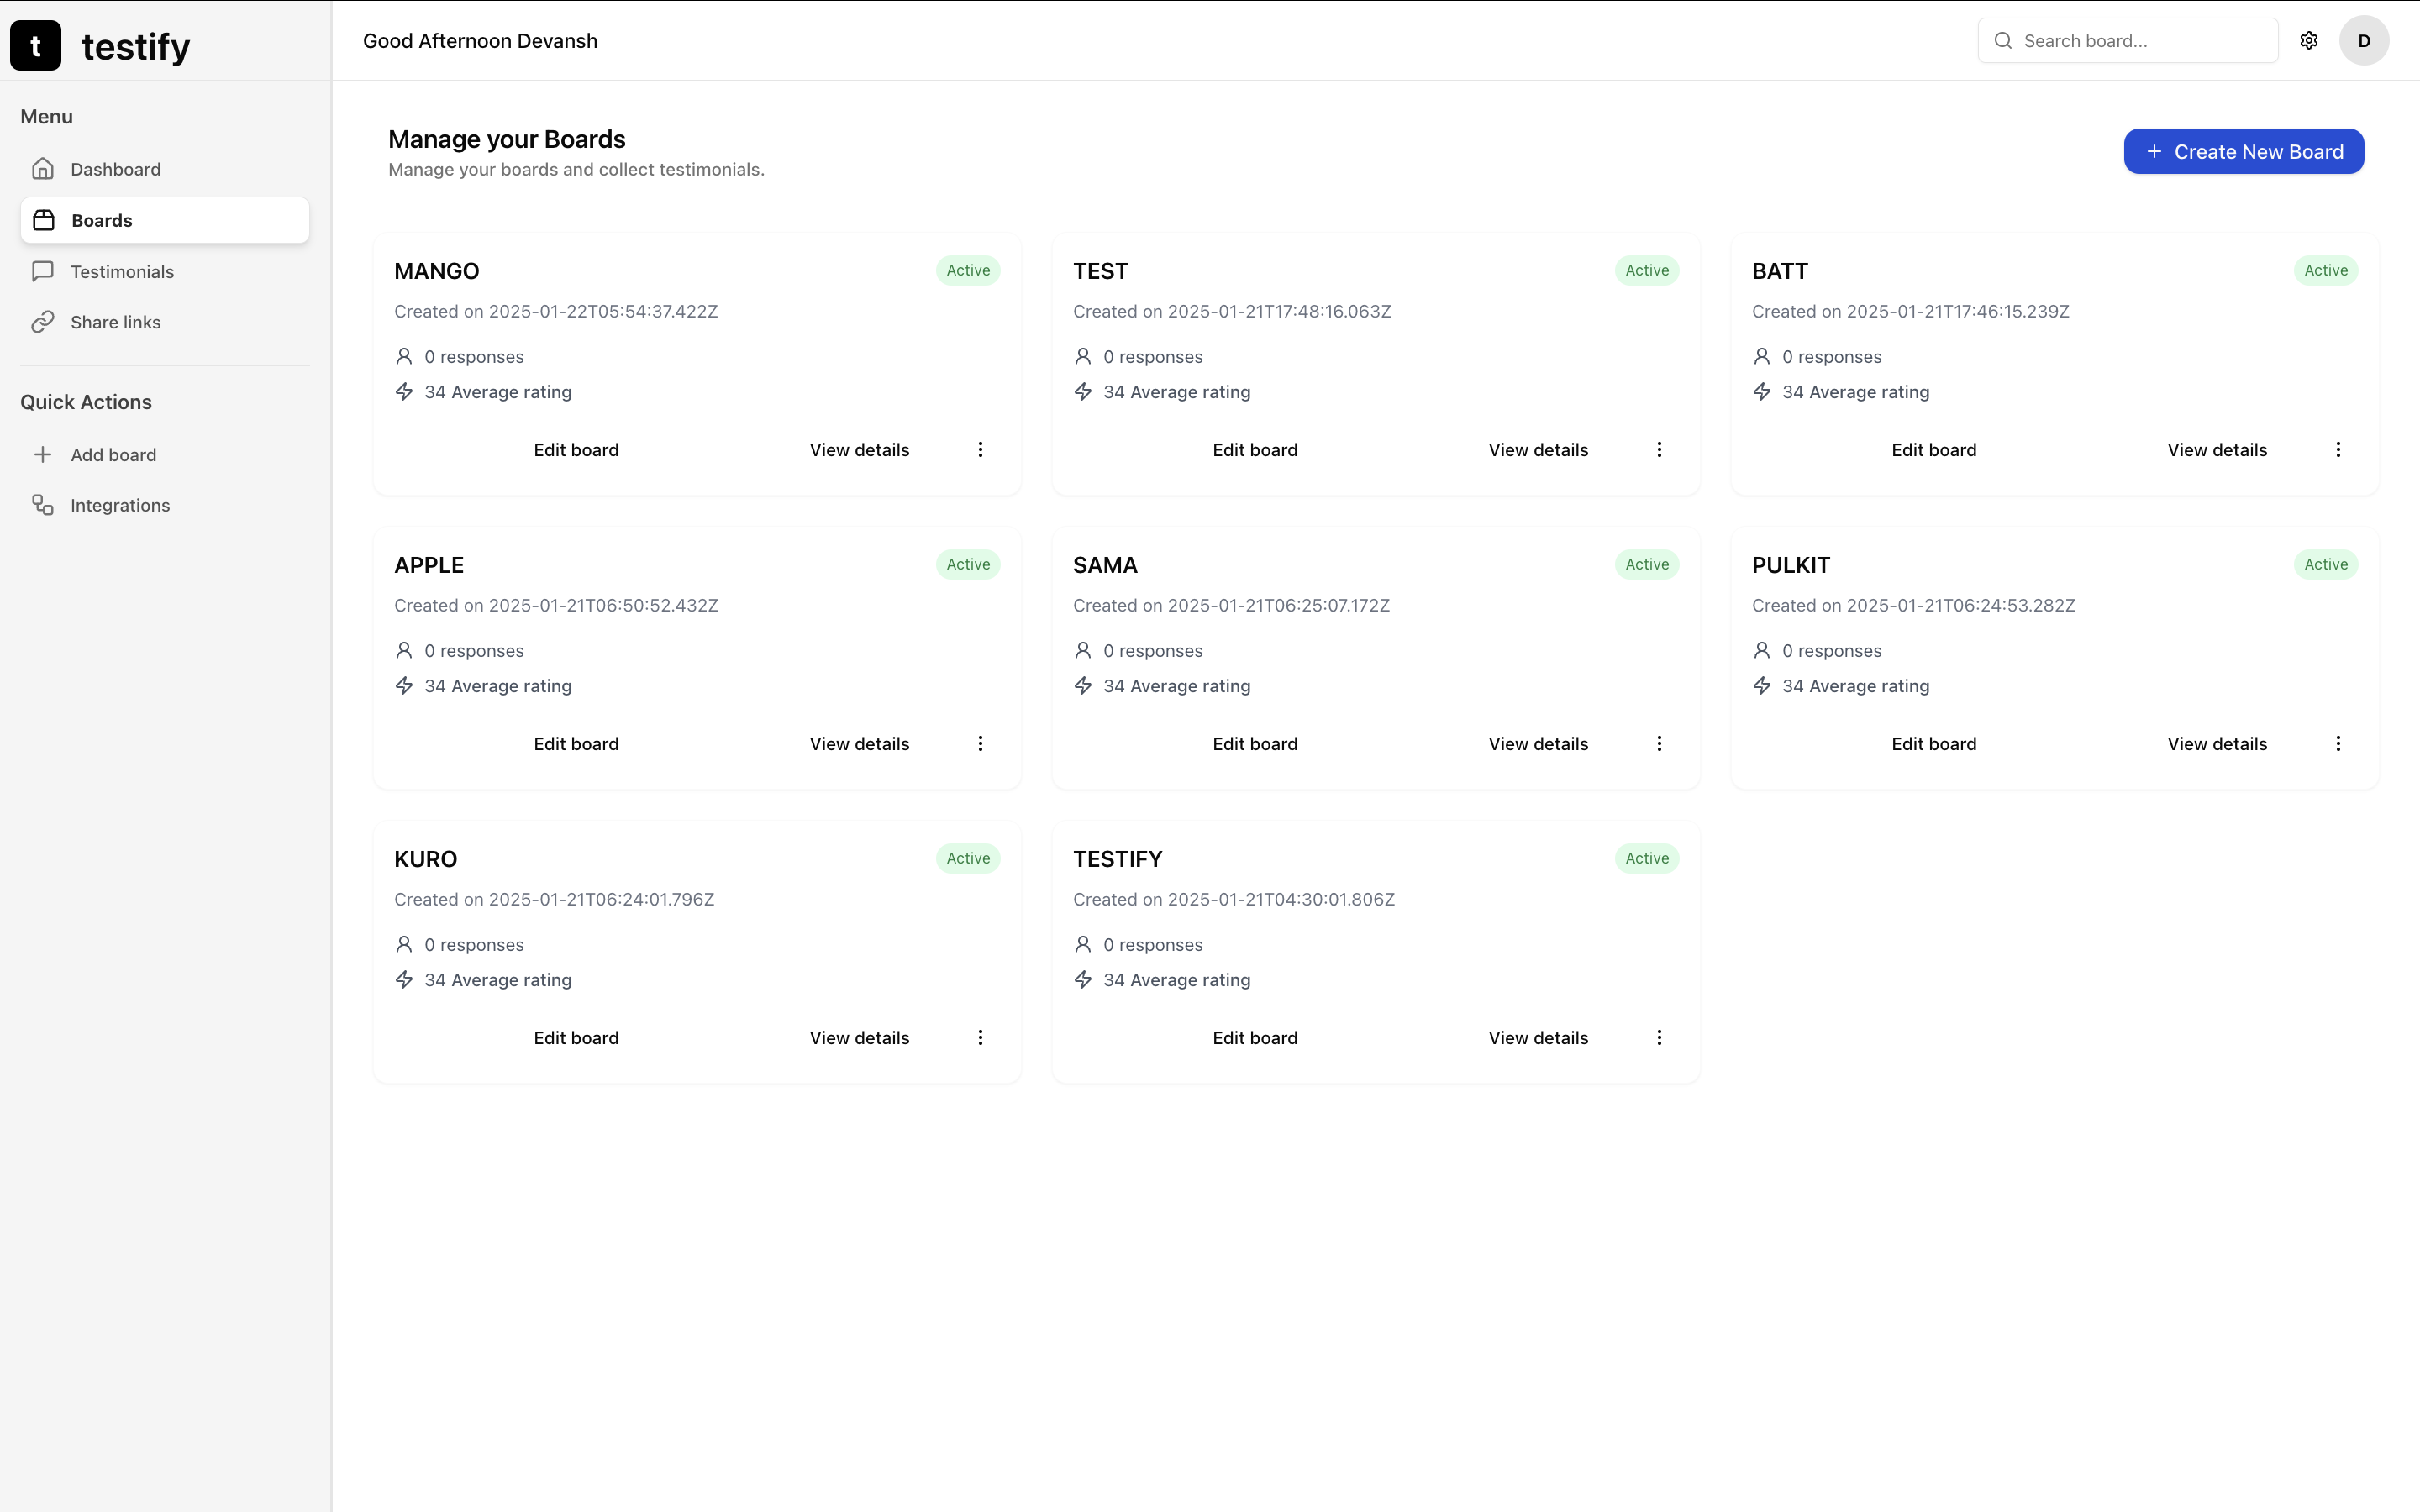 t testify
Good Afternoon Devansh
Search board...
D
Menu
Dashboard
Boards
Testimonials
Share links
Quick Actions
Add board
Integrations
Manage your Boards
Manage your boards and collect testimonials.
+ Create New Board
MANGO
Active
Created on 2025-01-22T05:54:37.422Z
0 responses
34 Average rating
Edit board
View details
TEST
Active
Created on 2025-01-21T17:48:16.063Z
0 responses
34 Average rating
Edit board
View details
BATT
Active
Created on 2025-01-21T17:46:15.239Z
0 responses
34 Average rating
Edit board
View details
APPLE
Active
Created on 2025-01-21T06:50:52.432Z
0 responses
34 Average rating
Edit board
View details
SAMA
Active
Created on 2025-01-21T06:25:07.172Z
0 responses
34 Average rating
Edit board
View details
PULKIT
Active
Created on 2025-01-21T06:24:53.282Z
0 responses
34 Average rating
Edit board
View details
KURO
Active
Created on 2025-01-21T06:24:01.796Z
0 responses
34 Average rating
Edit board
View details
TESTIFY
Active
Created on 2025-01-21T04:30:01.806Z
0 responses
34 Average rating
Edit board
View details